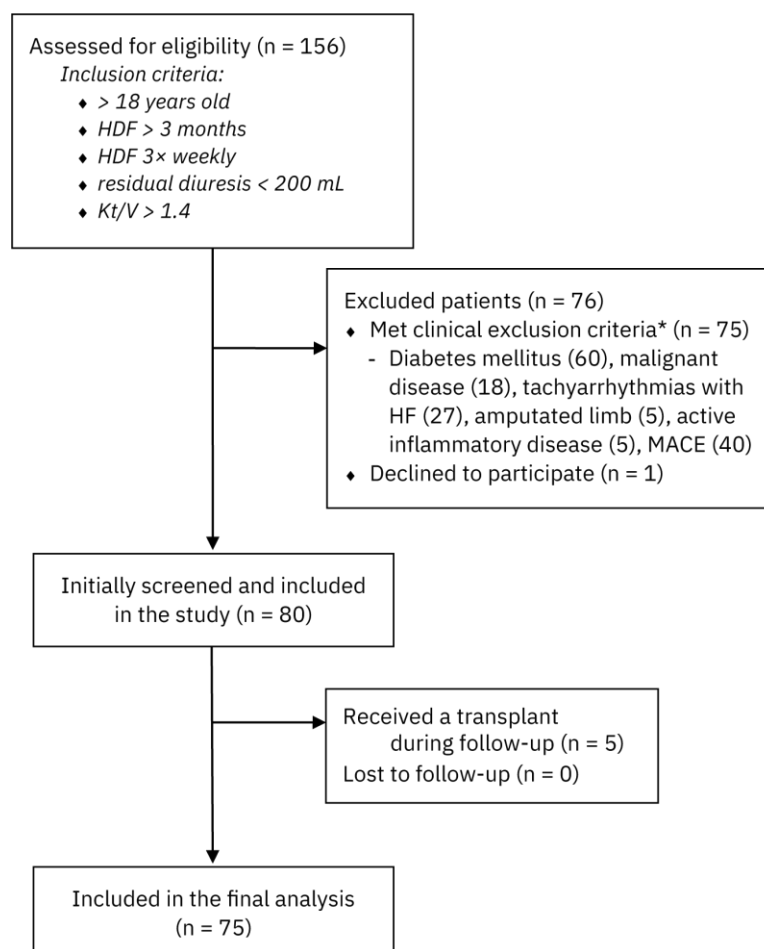 Assessed for eligibility (n = 156)
Inclusion criteria:
♦ > 18 years old
♦ HDF > 3 months
♦ HDF 3× weekly
♦ residual diuresis < 200 mL
♦ Kt/V > 1.4
Excluded patients (n = 76)
♦ Met clinical exclusion criteria* (n = 75)
- Diabetes mellitus (60), malignant
disease (18), tachyarrhythmias with
HF (27), amputated limb (5), active
inflammatory disease (5), MACE (40)
♦ Declined to participate (n = 1)
Initially screened and included
in the study (n = 80)
Received a transplant
during follow-up (n = 5)
Lost to follow-up (n = 0)
Included in the final analysis
(n = 75)